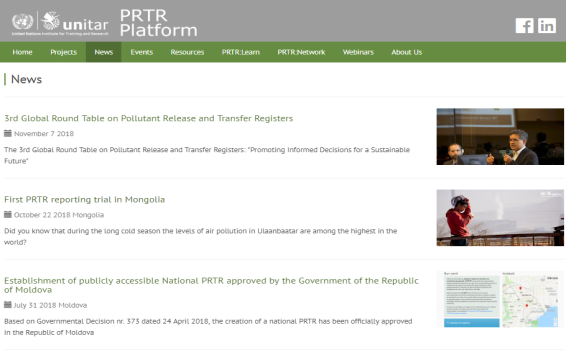 unitar
United Nations Institute for Training and Research
PRTR
Platform
Home Projects News Events Resources PRTR:Learn PRTR:Network Webinars About Us
News
3rd Global Round Table on Pollutant Release and Transfer Registers
November 7 2018
The 3rd Global Round Table on Pollutant Release and Transfer Registers: "Promoting Informed Decisions for a Sustainable
Future"
First PRTR reporting trial in Mongolia
October 22 2018 Mongolia
Did you know that during the long cold season the levels of air pollution in Ulaanbaatar are among the highest in the
world?
Establishment of publicly accessible National PRTR approved by the Government of the Republic
of Moldova
July 31 2018 Moldova
Based on Governmental Decision nr. 373 dated 24 April 2018, the creation of a national PRTR has been officially approved
in the Republic of Moldova